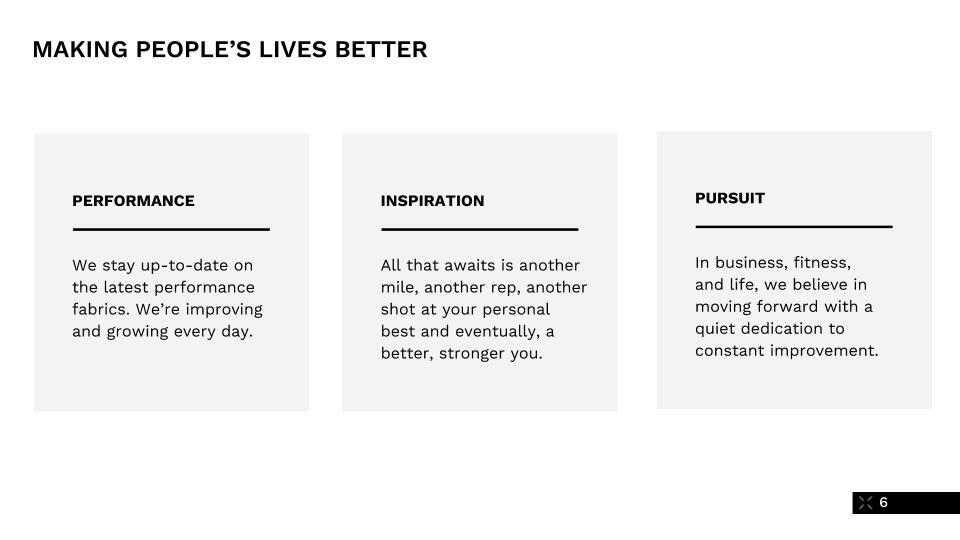 MAKING PEOPLE’S LIVES BETTER
PERFORMANCE
We stay up-to-date on
the latest performance
fabrics. We’re improving
and growing every day.
INSPIRATION
All that awaits is another
mile, another rep, another
shot at your personal
best and eventually, a
better, stronger you.
PURSUIT
In business, fitness,
and life, we believe in
moving forward with a
quiet dedication to
constant improvement.
6